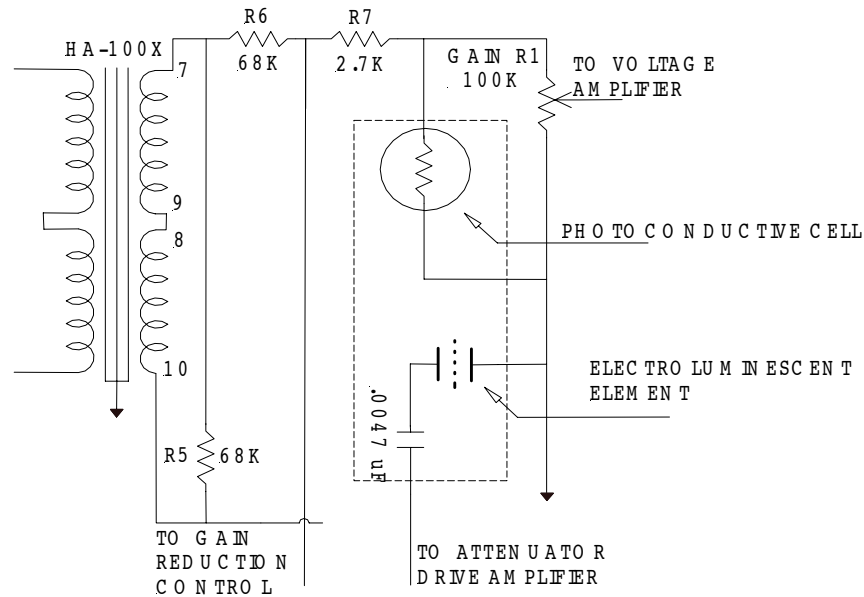 R6
R7
HA-100X
7
68K
2.7K
GAIN R1
100K
TO VOLTAGE
AMPLIFIER
9
8
PHOTOCONDUCTIVE CELL
10
ELECTROLUMINESCENT
ELEMENT
.0047 uF
R5
68K
TO GAIN
REDUCTION
CONTROL
TO ATTENUATOR
DRIVE AMPLIFIER